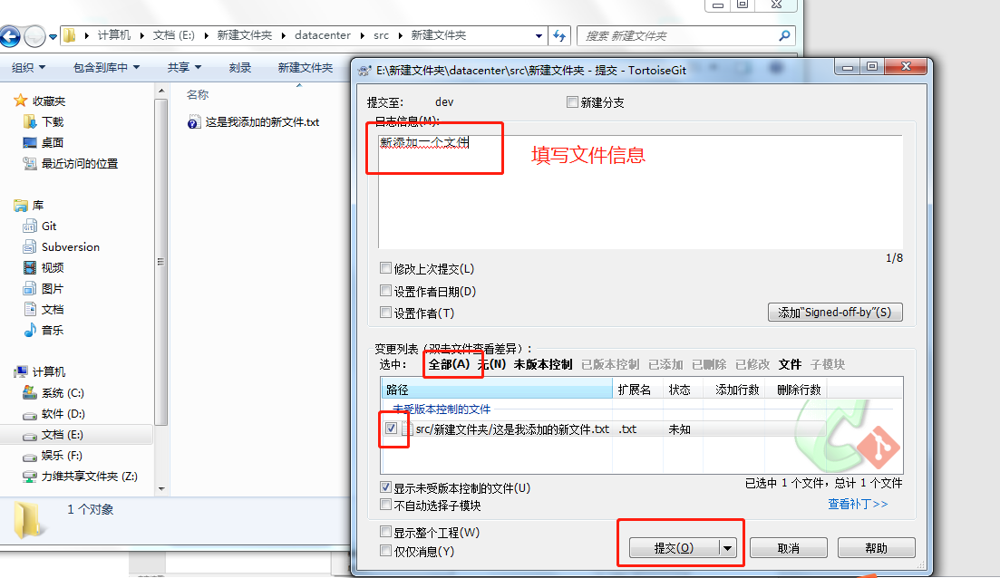 计算机 文档 (E:) 新建文件夹 datacenter src 新建文件夹
搜索 新建文件夹
组织 包含到库中 共享 刻录 新建文件夹
收藏夹
下载
桌面
最近访问的位置
库
Git
Subversion
视频
图片
文档
音乐
计算机
系统 (C:)
软件 (D:)
文档 (E:)
娱乐 (F:)
力维共享文件夹 (Z:)
名称
这是我添加的新文件.txt
1 个对象
E:\新建文件夹\datacenter\src\新建文件夹 - 提交 - TortoiseGit
提交至: dev 新建分支
日志信息(M):
新添加一个文件
填写文件信息
1/8
修改上次提交(L)
设置作者日期(D)
设置作者(T)
添加"Signed-off-by"(S)
变更列表（双击文件查看差异）:
选中: 全部(A) 无(N) 未版本控制 已版本控制 已添加 已删除 已修改 文件 子模块
路径 扩展名 状态 添加行数 删除行数
未受版本控制的文件
src/新建文件夹/这是我添加的新文件.txt .txt 未知
显示未受版本控制的文件(U)
已选中 1 个文件，总计 1 个文件
不自动选择子模块
查看补丁>>
显示整个工程(W)
仅仅消息(Y)
提交(O) 取消 帮助